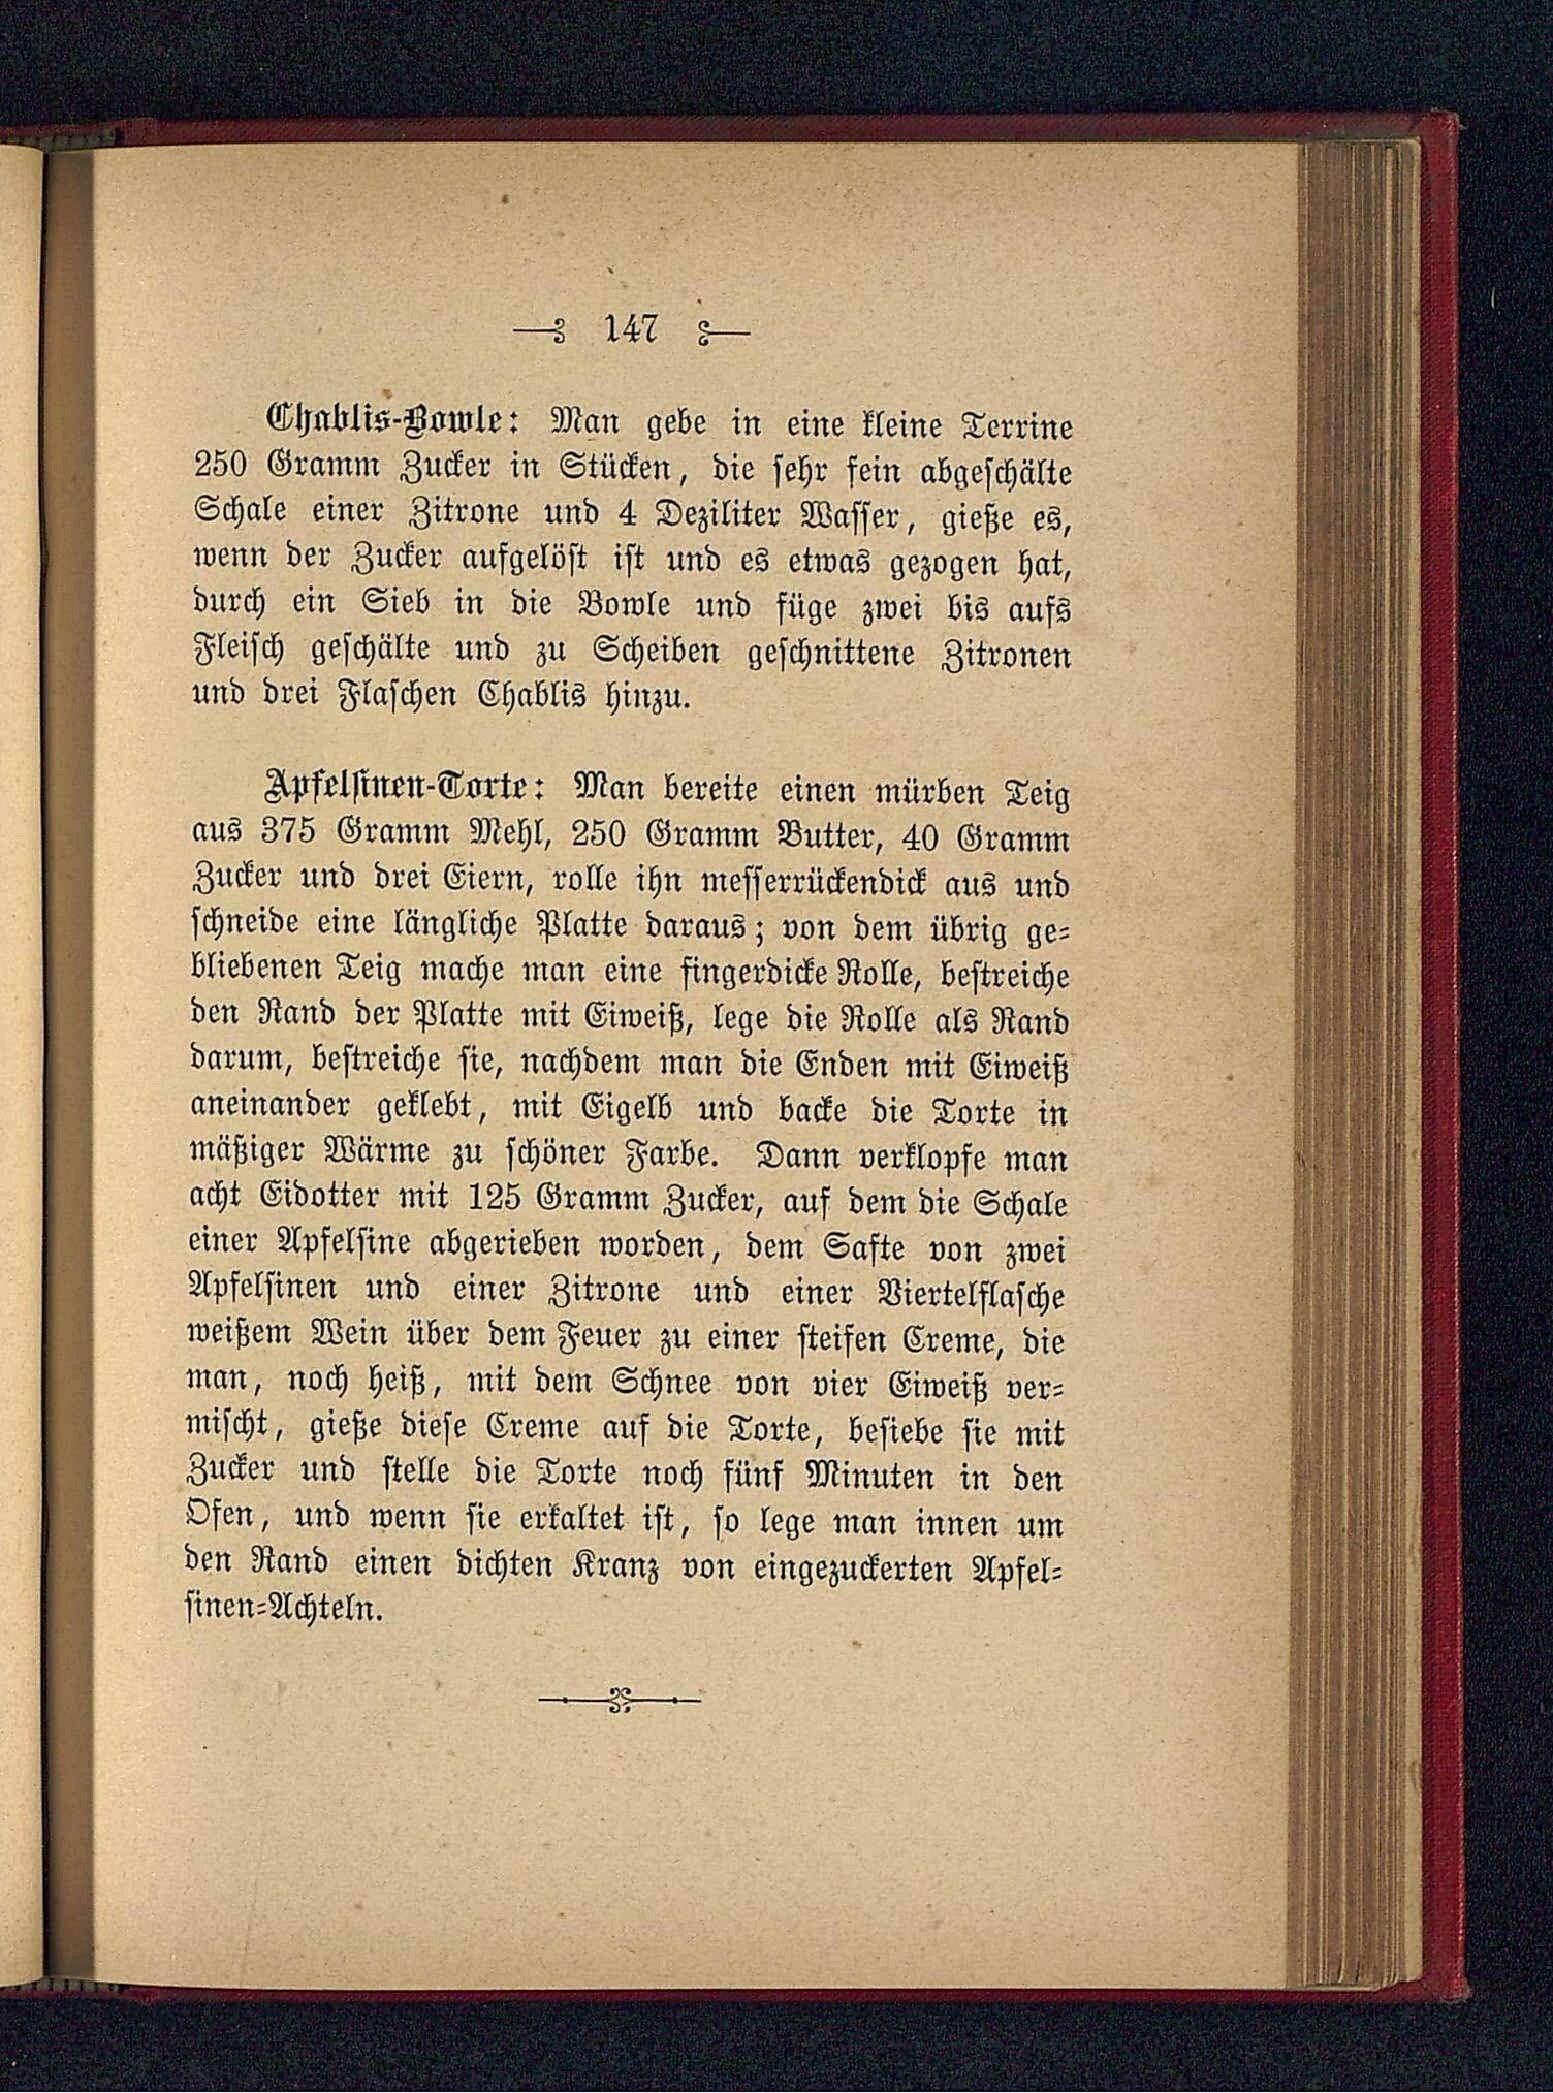 147
Chablis-Bowle: Man gebe in eine kleine Terrine
250 Gramm Zucker in Stücken, die sehr fein abgeschälte
Schale einer Zitrone und 4 Deziliter Wasser, gieße es,
wenn der Zucker aufgelöst ist und es etwas gezogen hat,
durch ein Sieb in die Bowle und füge zwei bis aufs
Fleisch geschälte und zu Scheiben geschnittene Zitronen
und drei Flaschen Chablis hinzu.
Apfelsinen-Torte: Man bereite einen mürben Teig
aus 375 Gramm Mehl, 250 Gramm Butter, 40 Gramm
Zucker und drei Eiern, rolle ihn messerrückendick aus und
schneide eine längliche Platte daraus; von dem übrig ge-
bliebenen Teig mache man eine fingerdicke Rolle, bestreiche
den Rand der Platte mit Eiweiß, lege die Rolle als Rand
darum, bestreiche sie, nachdem man die Enden mit Eiweiß
aneinander geklebt, mit Eigelb und backe die Torte in
mäßiger Wärme zu schöner Farbe. Dann verklopfe man
acht Eidotter mit 125 Gramm Zucker, auf dem die Schale
einer Apfelsine abgerieben worden, dem Safte von zwei
Apfelsinen und einer Zitrone und einer Viertelflasche
weißem Wein über dem Feuer zu einer steifen Creme, die
man, noch heiß, mit dem Schnee von vier Eiweiß ver-
mischt, gieße diese Creme auf die Torte, besiebe sie mit
Zucker und stelle die Torte noch fünf Minuten in den
Ofen, und wenn sie erkaltet ist, so lege man innen um
den Rand einen dichten Kranz von eingezuckerten Apfel-
sinen-Achteln.